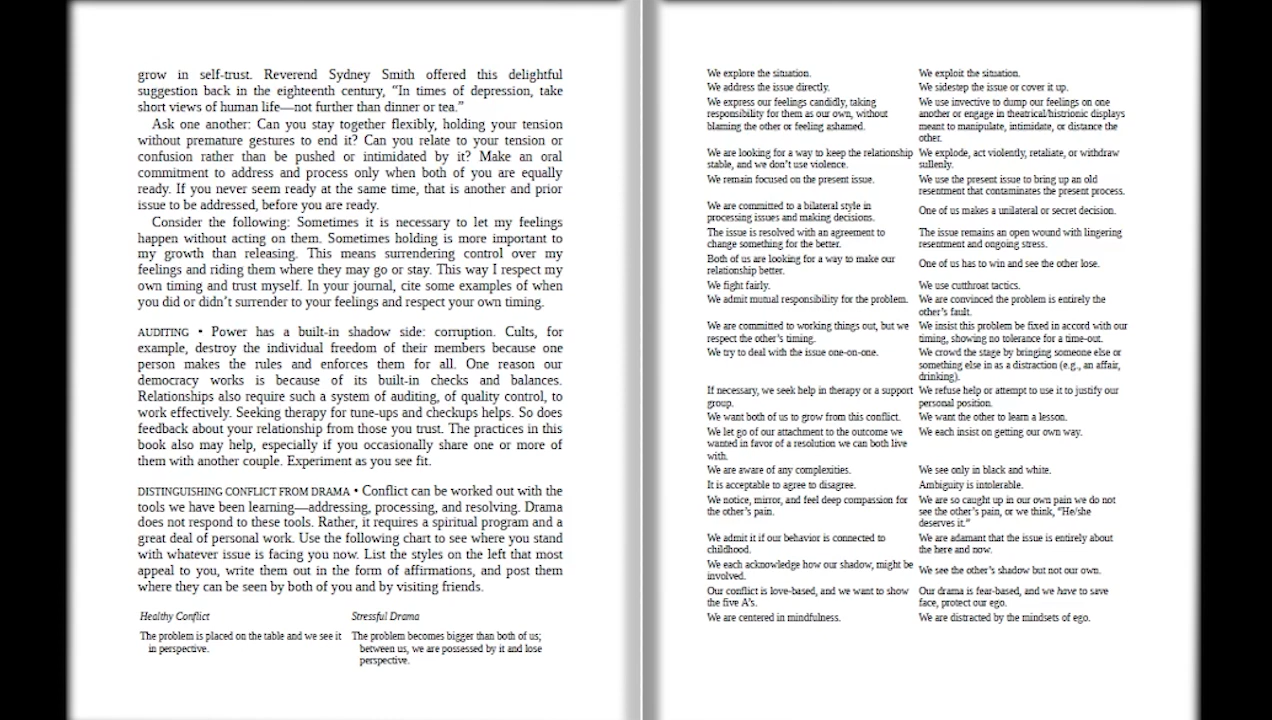 grow in self-trust. Reverend Sydney Smith offered this delightful
suggestion back in the eighteenth century, “In times of depression, take
short views of human life—not further than dinner or tea.”
Ask one another: Can you stay together flexibly, holding your tension
without premature gestures to end it? Can you relate to your tension or
confusion rather than be pushed or intimidated by it? Make an oral
commitment to address and process only when both of you are equally
ready. If you never seem ready at the same time, that is another and prior
issue to be addressed, before you are ready.
Consider the following: Sometimes it is necessary to let my feelings
happen without acting on them. Sometimes holding is more important to
my growth than releasing. This means surrendering control over my
feelings and riding them where they may go or stay. This way I respect my
own timing and trust myself. In your journal, cite some examples of when
you did or didn’t surrender to your feelings and respect your own timing.
AUDITING • Power has a built-in shadow side: corruption. Cults, for
example, destroy the individual freedom of their members because one
person makes the rules and enforces them for all. One reason our
democracy works is because of its built-in checks and balances.
Relationships also require such a system of auditing, of quality control, to
work effectively. Seeking therapy for tune-ups and checkups helps. So does
feedback about your relationship from those you trust. The practices in this
book also may help, especially if you occasionally share one or more of
them with another couple. Experiment as you see fit.
DISTINGUISHING CONFLICT FROM DRAMA • Conflict can be worked out with the
tools we have been learning—addressing, processing, and resolving. Drama
does not respond to these tools. Rather, it requires a spiritual program and a
great deal of personal work. Use the following chart to see where you stand
with whatever issue is facing you now. List the styles on the left that most
appeal to you, write them out in the form of affirmations, and post them
where they can be seen by both of you and by visiting friends.
Healthy Conflict
Stressful Drama
The problem is placed on the table and we see it
in perspective.
The problem becomes bigger than both of us;
between us, we are possessed by it and lose
perspective.
We explore the situation.
We exploit the situation.
We address the issue directly.
We sidestep the issue or cover it up.
We express our feelings candidly, taking
responsibility for them as our own, without
blaming the other or feeling ashamed.
We use invective to dump our feelings on one
another or engage in theatrical/histrionic displays
meant to manipulate, intimidate, or distance the
other.
We are looking for a way to keep the relationship
stable, and we don’t use violence.
We explode, act violently, retaliate, or withdraw
sullenly.
We remain focused on the present issue.
We use the present issue to bring up an old
resentment that contaminates the present process.
We are committed to a bilateral style in
processing issues and making decisions.
One of us makes a unilateral or secret decision.
The issue is resolved with an agreement to
change something for the better.
The issue remains an open wound with lingering
resentment and ongoing stress.
Both of us are looking for a way to make our
relationship better.
One of us has to win and see the other lose.
We fight fairly.
We use cutthroat tactics.
We admit mutual responsibility for the problem.
We are convinced the problem is entirely the
other’s fault.
We are committed to working things out, but we
respect the other’s timing.
We insist this problem be fixed in accord with our
timing, showing no tolerance for a time-out.
We try to deal with the issue one-on-one.
We crowd the stage by bringing someone else or
something else in as a distraction (e.g., an affair,
drinking).
If necessary, we seek help in therapy or a support
group.
We refuse help or attempt to use it to justify our
personal position.
We want both of us to grow from this conflict.
We want the other to learn a lesson.
We let go of our attachment to the outcome we
wanted in favor of a resolution we can both live
with.
We each insist on getting our own way.
We are aware of any complexities.
We see only in black and white.
It is acceptable to agree to disagree.
Ambiguity is intolerable.
We notice, mirror, and feel deep compassion for
the other’s pain.
We are so caught up in our own pain we do not
see the other’s pain, or we think, “He/she
deserves it.”
We admit it if our behavior is connected to
childhood.
We are adamant that the issue is entirely about
the here and now.
We each acknowledge how our shadow, might be
involved.
We see the other’s shadow but not our own.
Our conflict is love-based, and we want to show
the five A’s.
Our drama is fear-based, and we have to save
face, protect our ego.
We are centered in mindfulness.
We are distracted by the mindsets of ego.